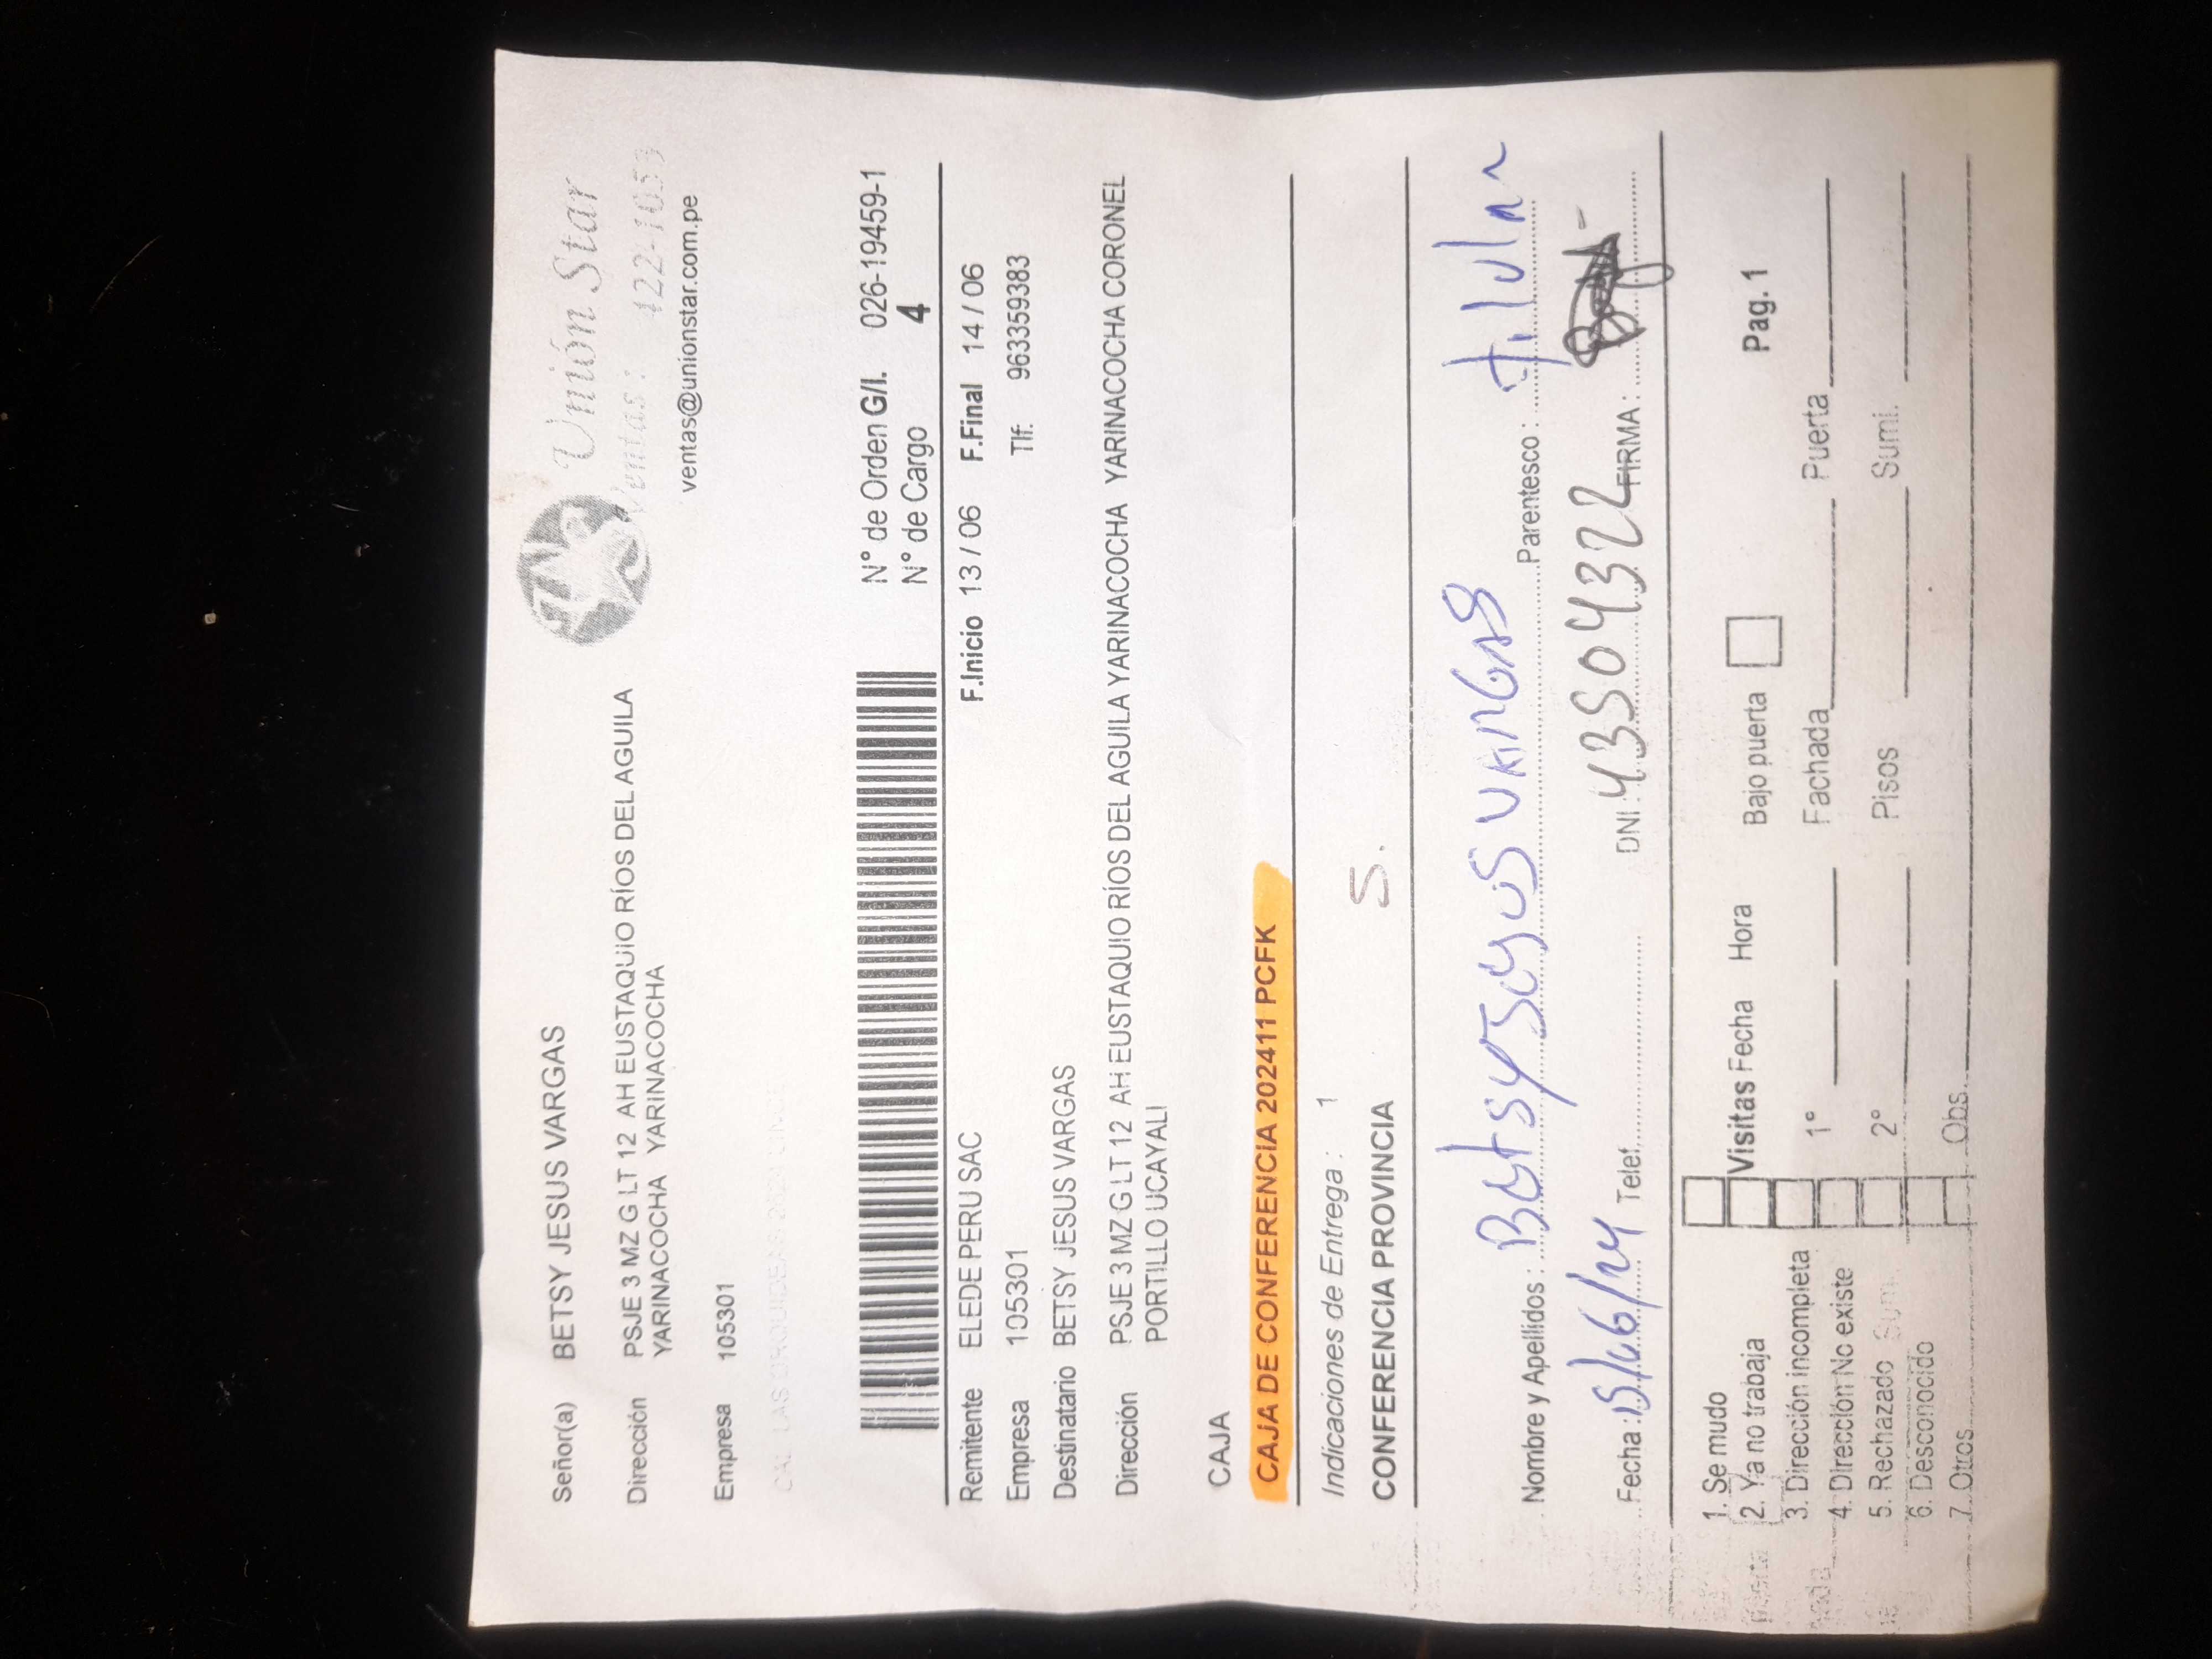 Unión Star
Ventas: 422-105
ventas@unionstar.com.pe
Señor(a) BETSY JESUS VARGAS
Dirección PSJE 3 MZ G LT 12 AH EUSTAQUIO RÍOS DEL AGUILA
YARINACOCHA YARINACOCHA
Empresa 105301
N° de Orden G/I. 026-19459-1
N° de Cargo 4
Remitente ELEDE PERU SAC F.Inicio 13 / 06 F.Final 14 / 06
Empresa 105301 Tlf: 963359383
Destinatario BETSY JESUS VARGAS
Dirección PSJE 3 MZ G LT 12 AH EUSTAQUIO RÍOS DEL AGUILA YARINACOCHA YARINACOCHA CORONEL
PORTILLO UCAYALI
CAJA
CAJA DE CONFERENCIA 202411 PCFK
Indicaciones de Entrega : 1
CONFERENCIA PROVINCIA
S.
Nombre y Apellidos : Betsy Jesus VARGAS Parentesco : titular
Fecha : 15/06/24 Telef. DNI : 43504322 FIRMA :
1. Se mudo
2. Ya no trabaja
3. Dirección incompleta
4. Dirección No existe
5. Rechazado
6. Desconocido
7. Otros
Visitas Fecha Hora Bajo puerta Pag. 1
1° Fachada Puerta
2° Pisos Sumi.
Obs.